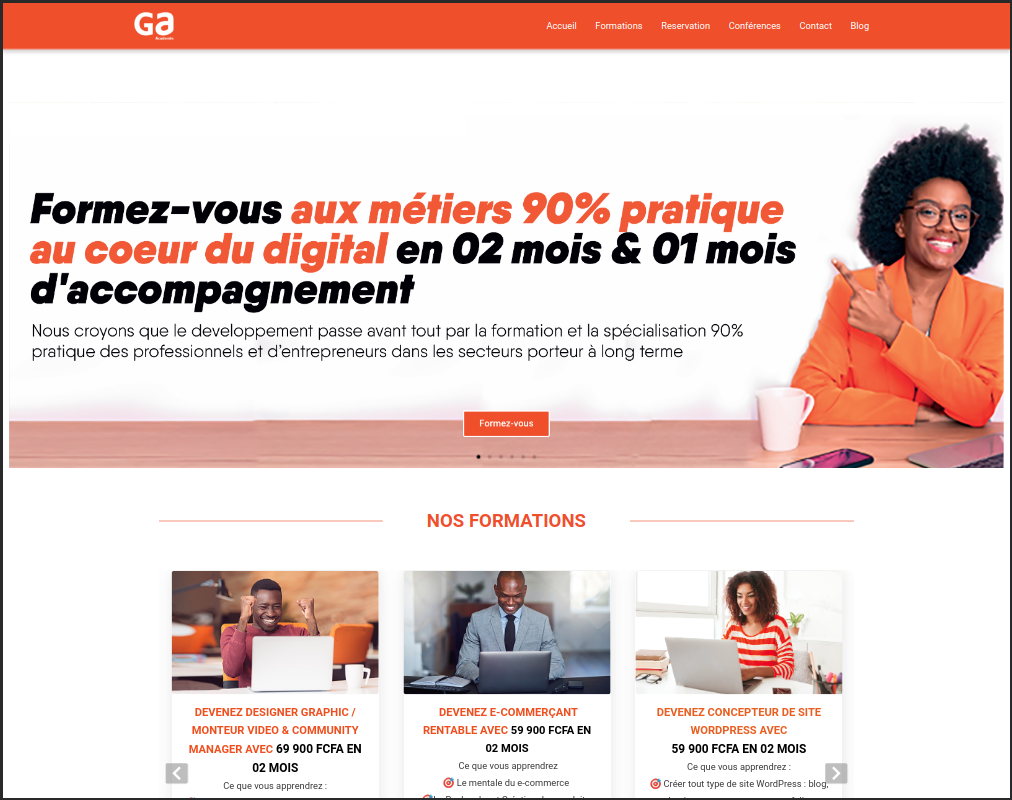 Ga
Académie
Accueil Formations Reservation Conférences Contact Blog
Formez-vous aux métiers 90% pratique
au coeur du digital en 02 mois & 01 mois
d'accompagnement
Nous croyons que le developpement passe avant tout par la formation et la spécialisation 90%
pratique des professionnels et d'entrepreneurs dans les secteurs porteur à long terme
Formez-vous
NOS FORMATIONS
DEVENEZ DESIGNER GRAPHIC /
MONTEUR VIDEO & COMMUNITY
MANAGER AVEC 69 900 FCFA EN
02 MOIS
Ce que vous apprendrez :
DEVENEZ E-COMMERÇANT
RENTABLE AVEC 59 900 FCFA EN
02 MOIS
Ce que vous apprendrez
🎯 Le mentale du e-commerce
DEVENEZ CONCEPTEUR DE SITE
WORDPRESS AVEC
59 900 FCFA EN 02 MOIS
Ce que vous apprendrez :
🎯 Créer tout type de site WordPress : blog,